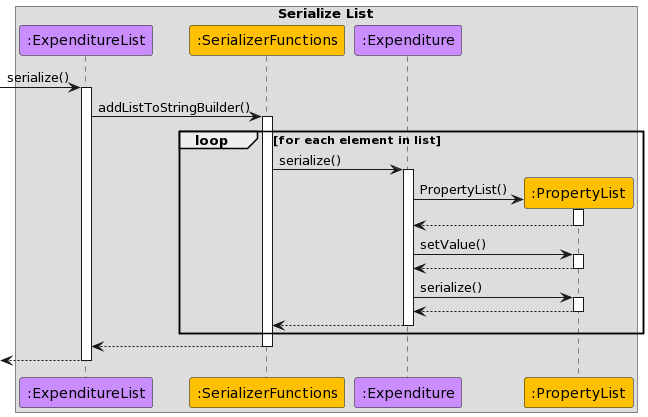 Serialize List
:ExpenditureList
:SerializerFunctions
:Expenditure
serialize()
addListToStringBuilder()
loop
[for each element in list]
serialize()
PropertyList()
:PropertyList
setValue()
serialize()
:ExpenditureList
:SerializerFunctions
:Expenditure
:PropertyList